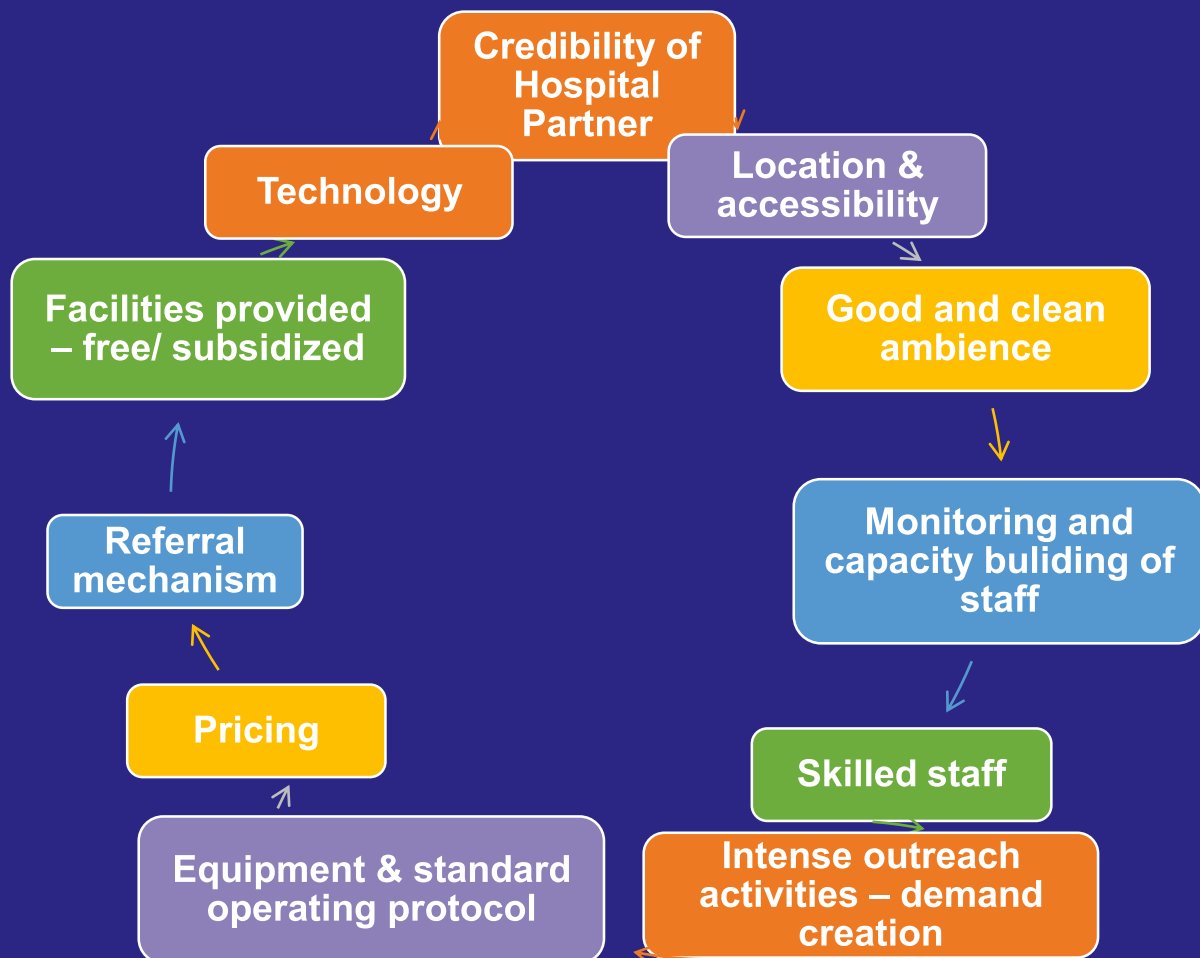 Credibility of
Hospital
Partner
Location &
accessibility
Good and clean
ambience
Monitoring and
capacity buliding of
staff
Skilled staff
Intense outreach
activities – demand
creation
Equipment & standard
operating protocol
Pricing
Referral
mechanism
Facilities provided
– free/ subsidized
Technology